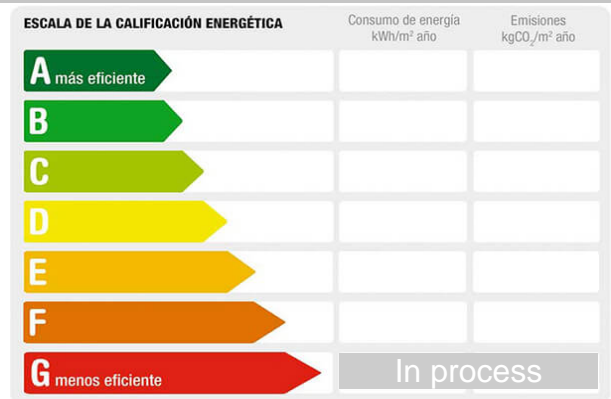 ESCALA DE LA CALIFICACIÓN ENERGÉTICA
Consumo de energía
kWh/m² año
Emisiones
kgCO₂/m² año
A más eficiente
B
C
D
E
F
G menos eficiente
In process